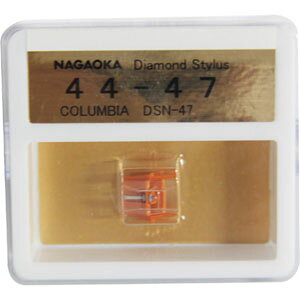 NAGAOKA Diamond Stylus
44-47
COLUMBIA DSN-47